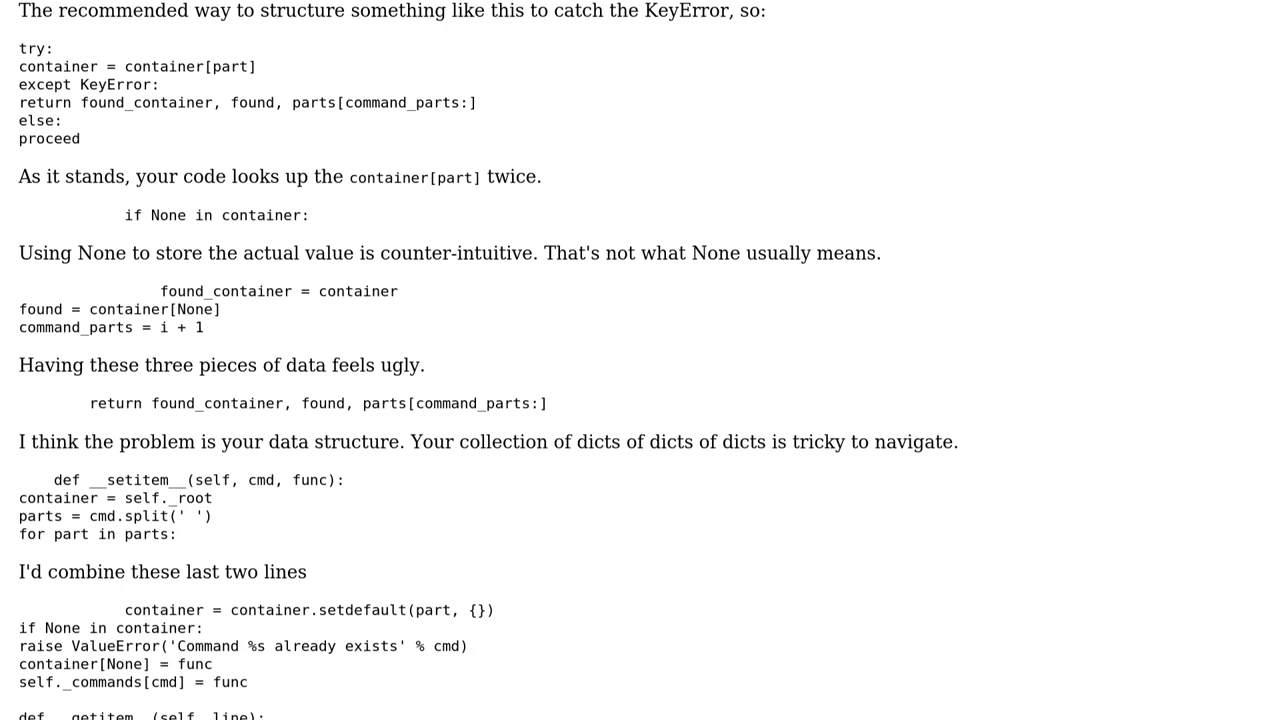 The recommended way to structure something like this to catch the KeyError, so:
try:
container = container[part]
except KeyError:
return found_container, found, parts[command_parts:]
else:
proceed
As it stands, your code looks up the container[part] twice.
if None in container:
Using None to store the actual value is counter-intuitive. That's not what None usually means.
found_container = container
found = container[None]
command_parts = i + 1
Having these three pieces of data feels ugly.
return found_container, found, parts[command_parts:]
I think the problem is your data structure. Your collection of dicts of dicts of dicts is tricky to navigate.
def __setitem__(self, cmd, func):
container = self._root
parts = cmd.split(' ')
for part in parts:
I'd combine these last two lines
container = container.setdefault(part, {})
if None in container:
raise ValueError('Command %s already exists' % cmd)
container[None] = func
self._commands[cmd] = func
def __getitem__(self, line):